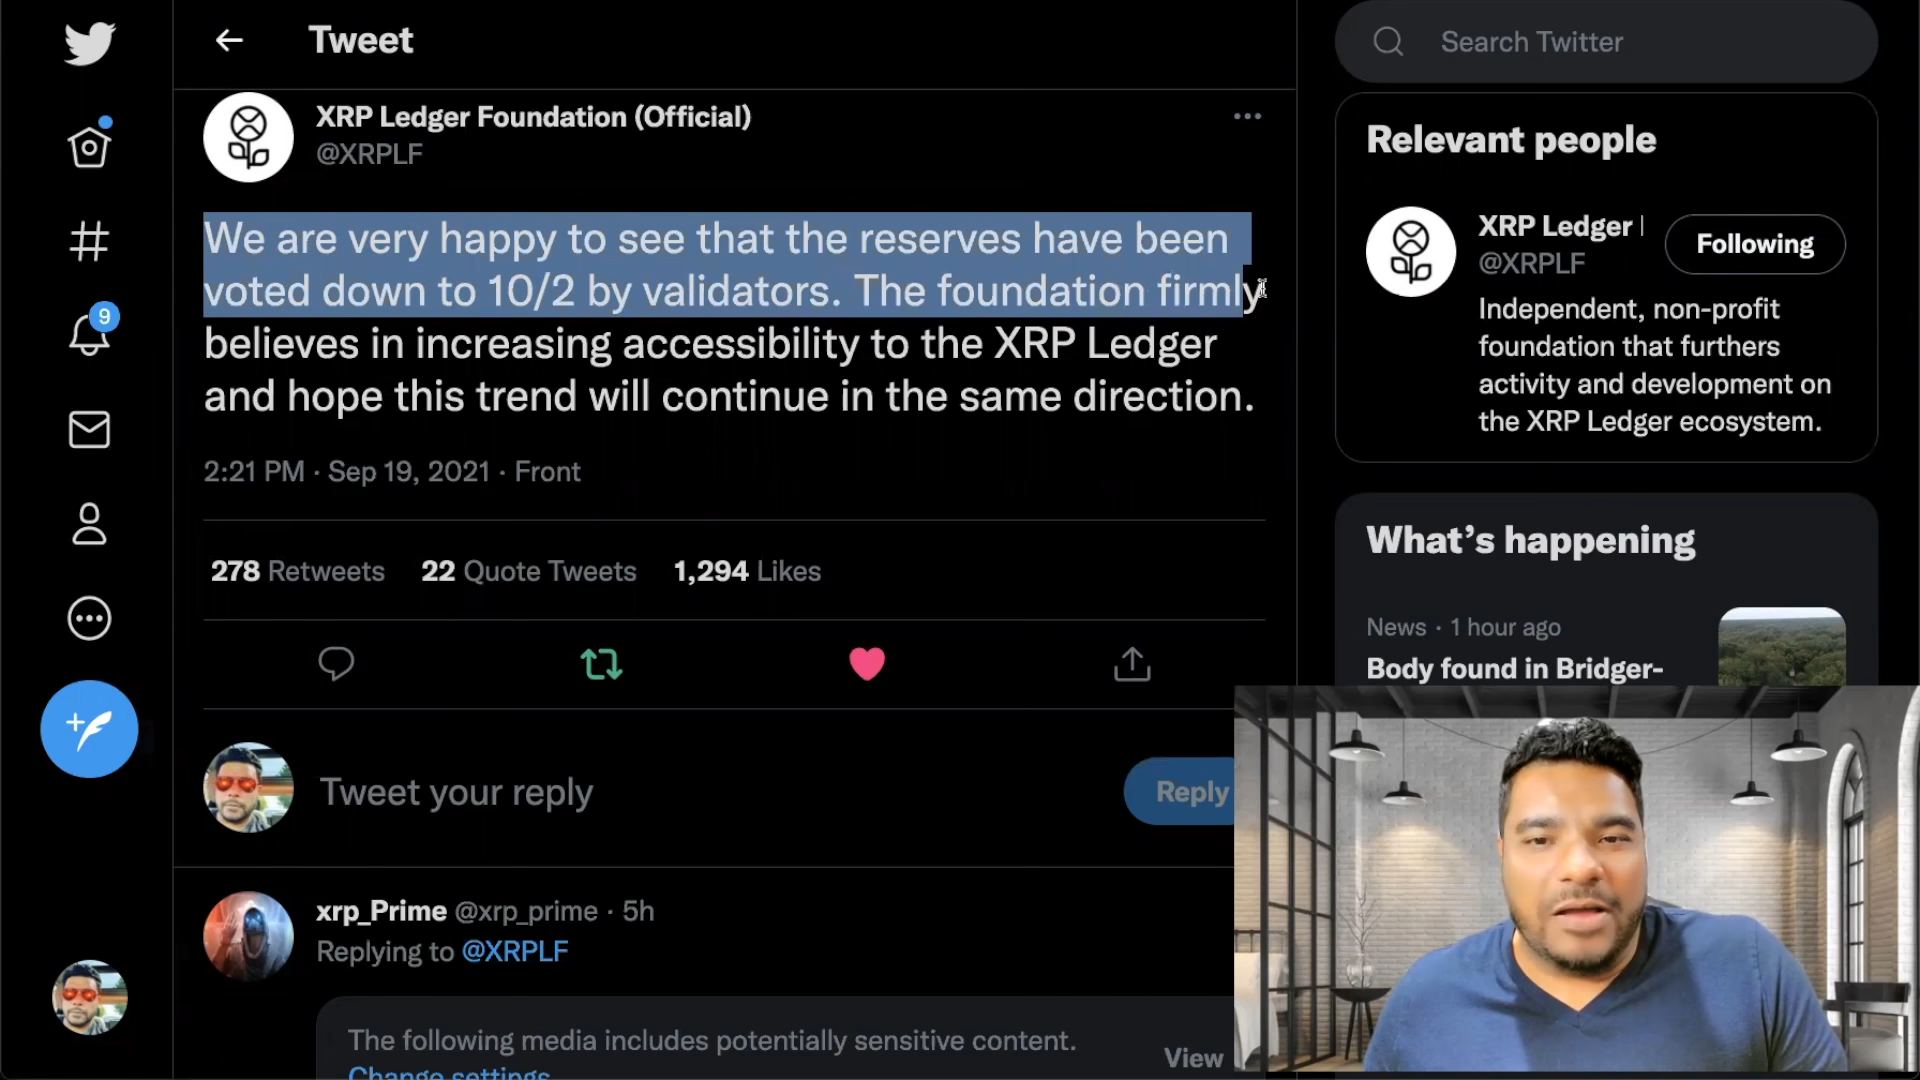 Tweet
Search Twitter
XRP Ledger Foundation (Official)
@XRPLF
We are very happy to see that the reserves have been
voted down to 10/2 by validators. The foundation firmly
believes in increasing accessibility to the XRP Ledger
and hope this trend will continue in the same direction.
2:21 PM · Sep 19, 2021 · Front
278 Retweets 22 Quote Tweets 1,294 Likes
Tweet your reply
Reply
xrp_Prime @xrp_prime · 5h
Replying to @XRPLF
The following media includes potentially sensitive content.
Change settings
View
9
Relevant people
XRP Ledger
@XRPLF
Following
Independent, non-profit
foundation that furthers
activity and development on
the XRP Ledger ecosystem.
What's happening
News · 1 hour ago
Body found in Bridger-